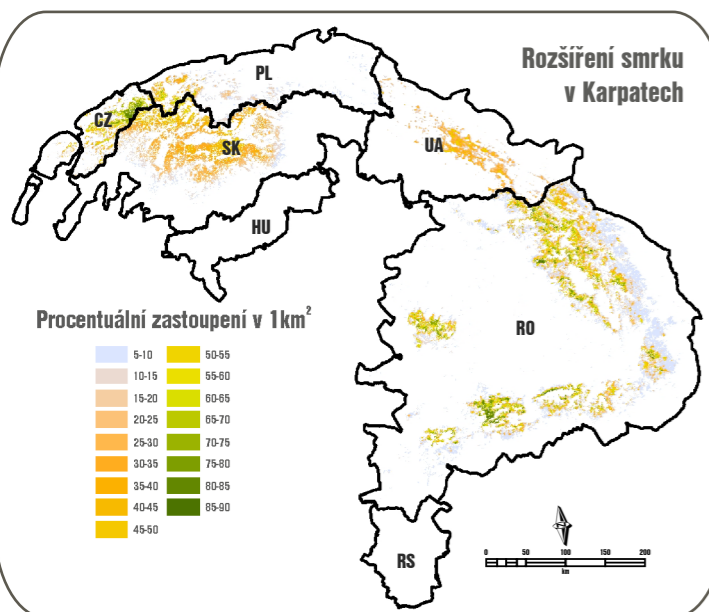 Rozšíření smrku
v Karpatech
PL
CZ
SK
UA
HU
RO
RS
Procentuální zastoupení v 1km²
5-10
10-15
15-20
20-25
25-30
30-35
35-40
40-45
45-50
50-55
55-60
60-65
65-70
70-75
75-80
80-85
85-90
0 50 100 150 200
km